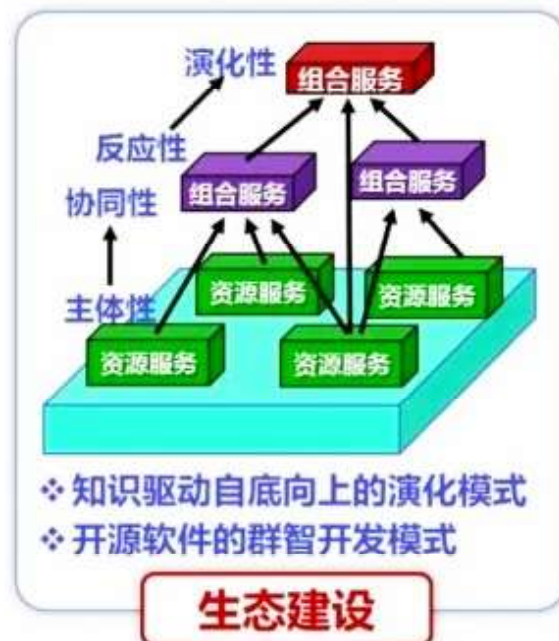 演化性
组合服务
反应性
组合服务
组合服务
协同性
资源服务
资源服务
主体性
资源服务
资源服务
❖ 知识驱动自底向上的演化模式
❖ 开源软件的群智开发模式
生态建设